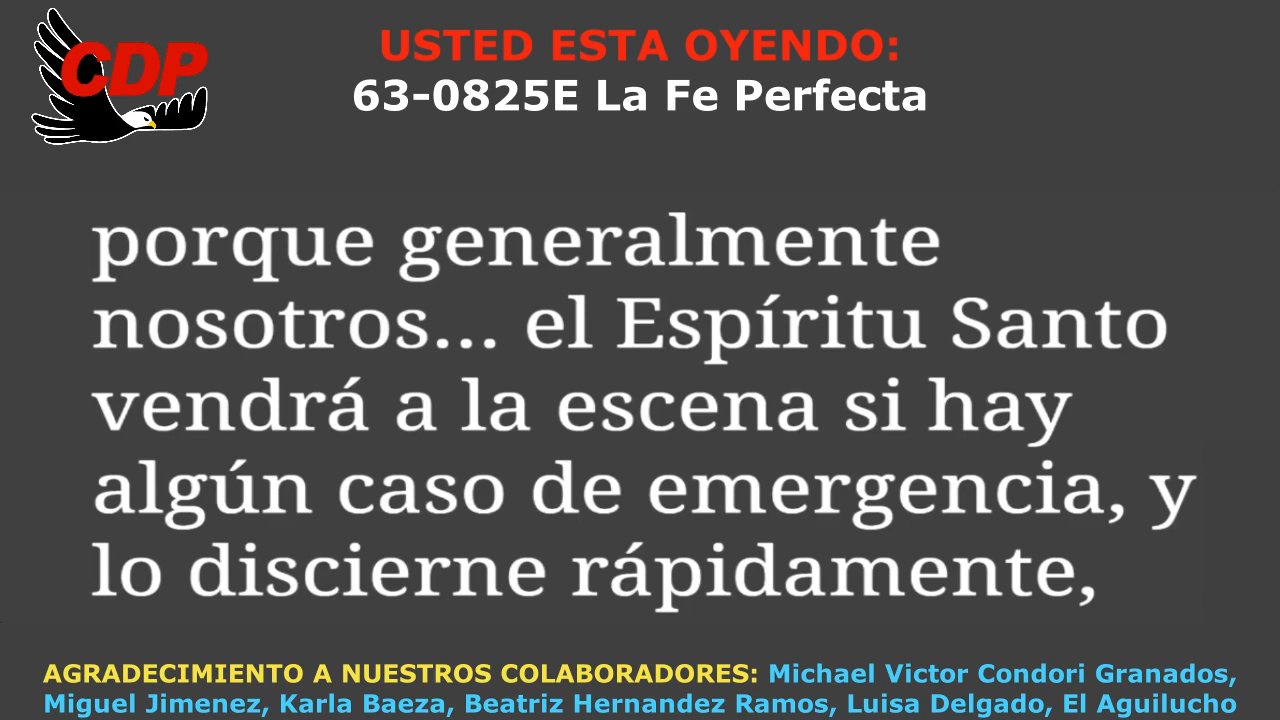 CDP
USTED ESTA OYENDO:
63-0825E La Fe Perfecta
porque generalmente
nosotros... el Espíritu Santo
vendrá a la escena si hay
algún caso de emergencia, y
lo discierne rápidamente,
AGRADECIMIENTO A NUESTROS COLABORADORES: Michael Victor Condori Granados,
Miguel Jimenez, Karla Baeza, Beatriz Hernandez Ramos, Luisa Delgado, El Aguilucho